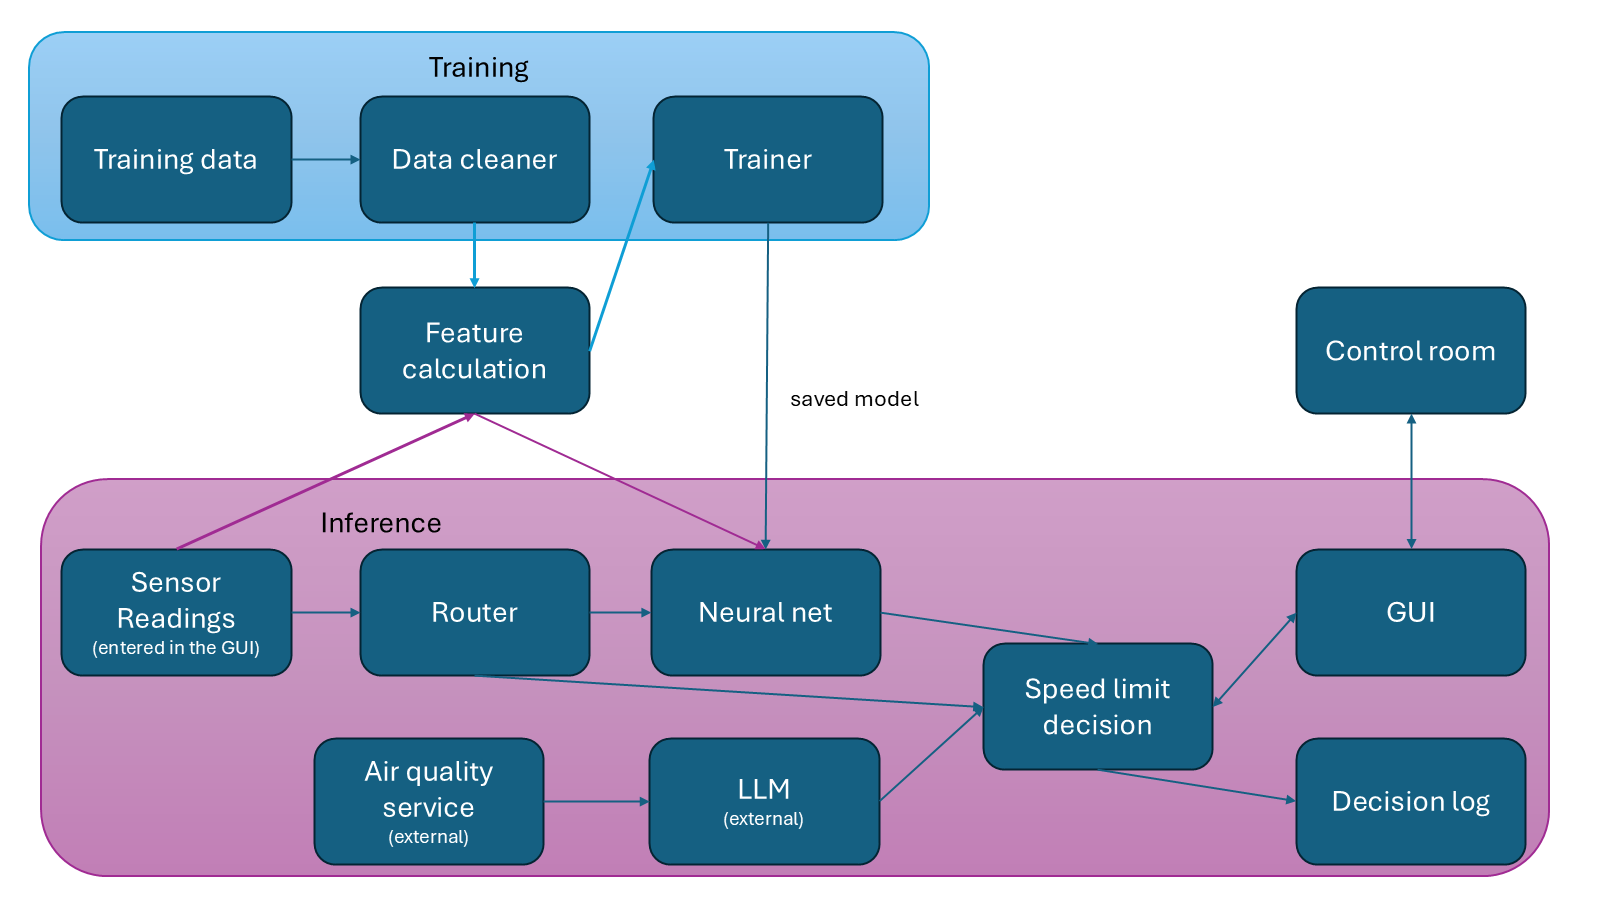 Training
Training data
Data cleaner
Trainer
Feature
calculation
Control room
saved model
Inference
Sensor
Readings
(entered in the GUI)
Router
Neural net
GUI
Speed limit
decision
Air quality
service
(external)
LLM
(external)
Decision log